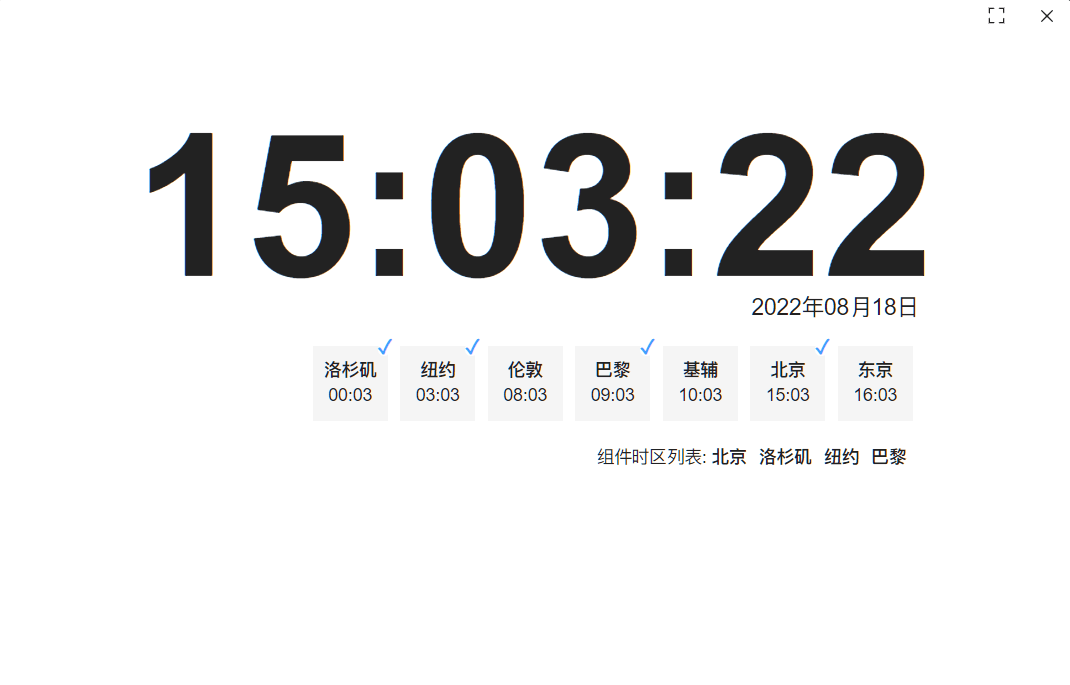 15:03:22
2022年08月18日
洛杉矶 纽约 伦敦 巴黎 基辅 北京 东京
00:03 03:03 08:03 09:03 10:03 15:03 16:03
组件时区列表: 北京 洛杉矶 纽约 巴黎